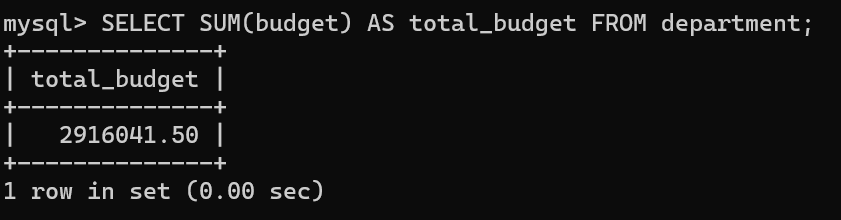 mysql> SELECT SUM(budget) AS total_budget FROM department;
+--------------+
| total_budget |
+--------------+
|   2916041.50 |
+--------------+
1 row in set (0.00 sec)